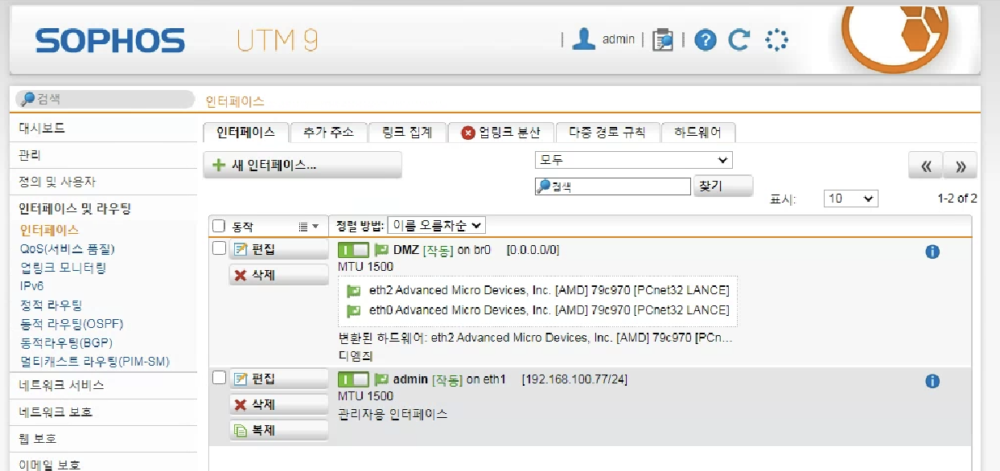 SOPHOS UTM 9 | admin | |
검색
인터페이스
대시보드
관리
정의 및 사용자
인터페이스 및 라우팅
인터페이스
QoS(서비스 품질)
업링크 모니터링
IPv6
정적 라우팅
동적 라우팅(OSPF)
동적라우팅(BGP)
멀티캐스트 라우팅(PIM-SM)
네트워크 서비스
네트워크 보호
웹 보호
이메일 보호
인터페이스 추가 주소 링크 집계 업링크 분산 다중 경로 규칙 하드웨어
새 인터페이스...
모두
검색 찾기
표시: 10 1-2 of 2
동작 정렬 방법: 이름 오름차순
편집 DMZ [작동] on br0 [0.0.0.0/0]
삭제 MTU 1500
eth2 Advanced Micro Devices, Inc. [AMD] 79c970 [PCnet32 LANCE]
eth0 Advanced Micro Devices, Inc. [AMD] 79c970 [PCnet32 LANCE]
변환된 하드웨어: eth2 Advanced Micro Devices, Inc. [AMD] 79c970 [PCn...
디엠죄
편집 admin [작동] on eth1 [192.168.100.77/24]
삭제 MTU 1500
관리자용 인터페이스
복제